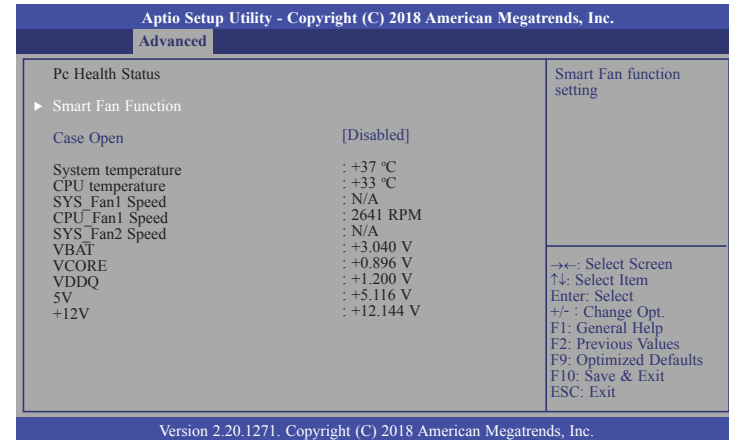 Aptio Setup Utility - Copyright (C) 2018 American Megatrends, Inc.
Advanced
Pc Health Status
► Smart Fan Function
Case Open [Disabled]
System temperature : +37 ºC
CPU temperature : +33 ºC
SYS_Fan1 Speed : N/A
CPU_Fan1 Speed : 2641 RPM
SYS_Fan2 Speed : N/A
VBAT : +3.040 V
VCORE : +0.896 V
VDDQ : +1.200 V
5V : +5.116 V
+12V : +12.144 V
Smart Fan function
setting
→←: Select Screen
↑↓: Select Item
Enter: Select
+/- : Change Opt.
F1: General Help
F2: Previous Values
F9: Optimized Defaults
F10: Save & Exit
ESC: Exit
Version 2.20.1271. Copyright (C) 2018 American Megatrends, Inc.